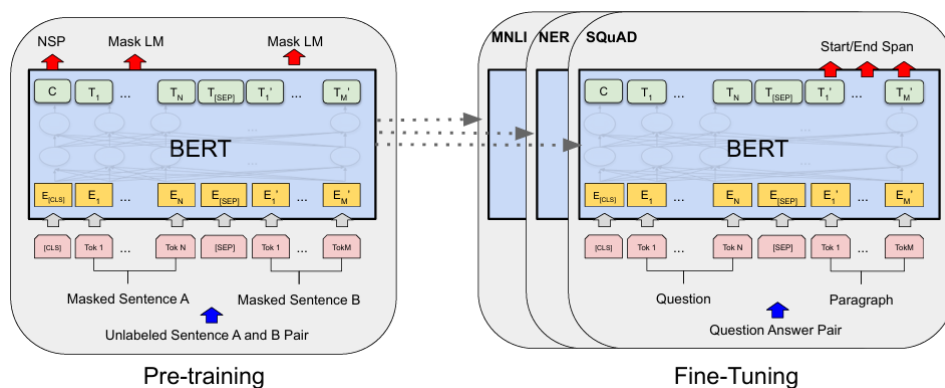 NSP Mask LM Mask LM
C T1 ... TN T[SEP] T1' ... TM'
...
BERT
...
E[CLS] E1 ... EN E[SEP] E1' ... EM'
[CLS] Tok 1 ... Tok N [SEP] Tok 1 ... TokM
Masked Sentence A Masked Sentence B
Unlabeled Sentence A and B Pair
Pre-training
MNLI NER SQuAD
Start/End Span
C T1 ... TN T[SEP] T1' ... TM'
...
BERT
...
E[CLS] E1 ... EN E[SEP] E1' ... EM'
[CLS] Tok 1 ... Tok N [SEP] Tok 1 ... TokM
Question Paragraph
Question Answer Pair
Fine-Tuning